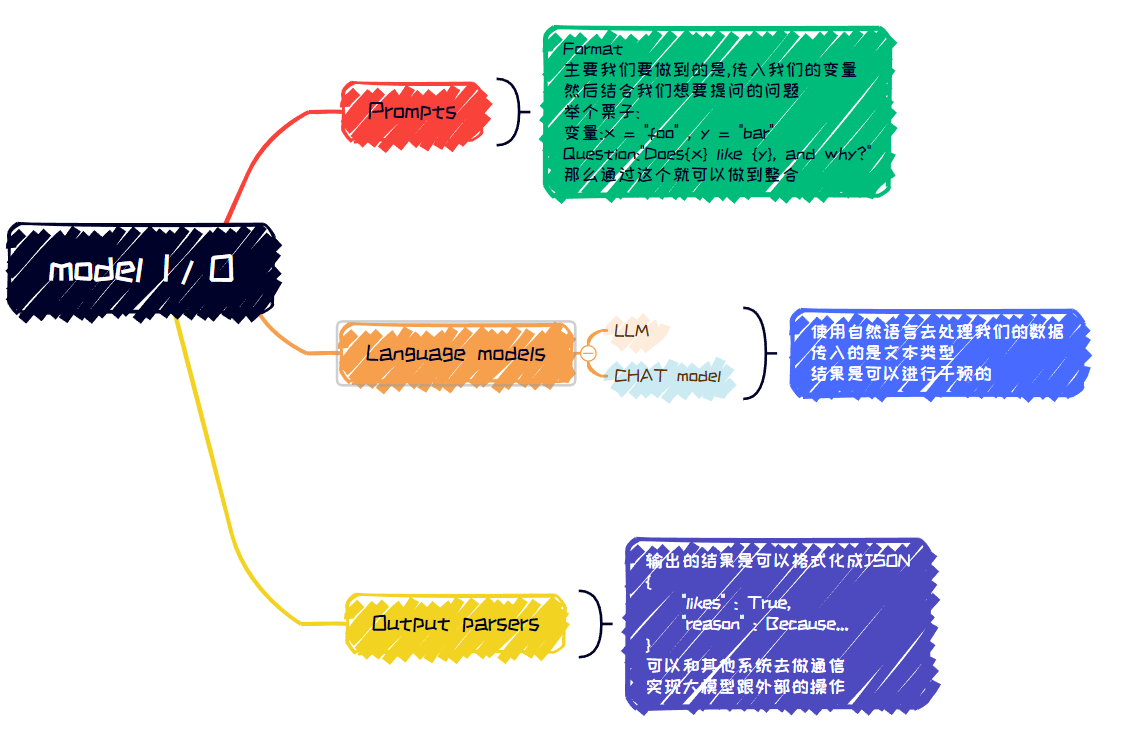 model I / O
Prompts
Format
主要我们要做到的是,传入我们的变量
然后结合我们想要提问的问题
举个栗子:
变量:x = "foo" , y = "bar"
Question:"Does{x} like {y}, and why?"
那么通过这个就可以做到整合
Language models
LLM
CHAT model
使用自然语言去处理我们的数据
传入的是文本类型
结果是可以进行干预的
Output parsers
输出的结果是可以格式化成JSON
{
"likes" : True,
"reason" : Because...
}
可以和其他系统去做通信
实现大模型跟外部的操作